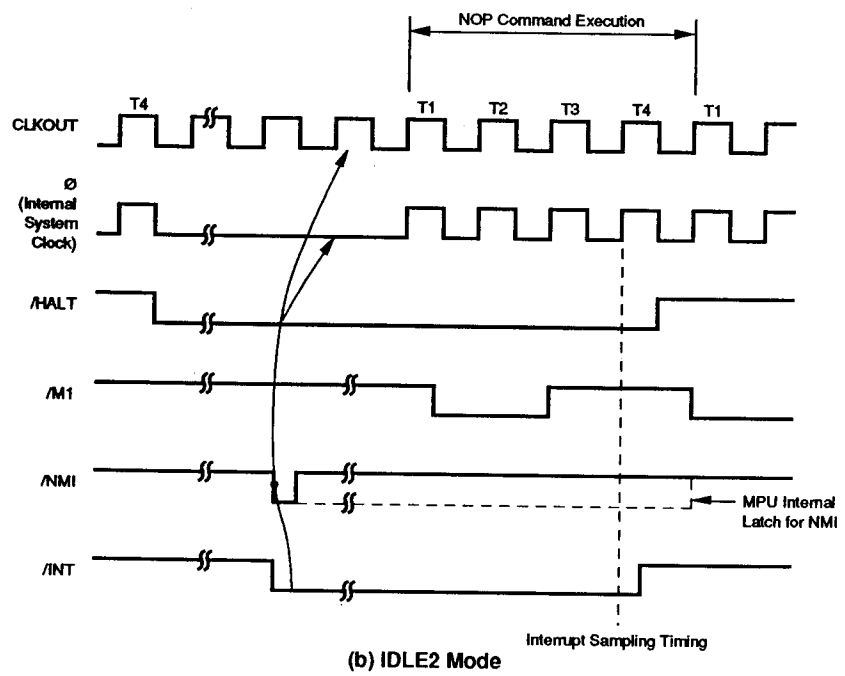 NOP Command Execution
T4
T1
T2
T3
T4
T1
CLKOUT
Ø
(Internal
System
Clock)
/HALT
/M1
/NMI
MPU Internal
Latch for NMI
/INT
Interrupt Sampling Timing
(b) IDLE2 Mode